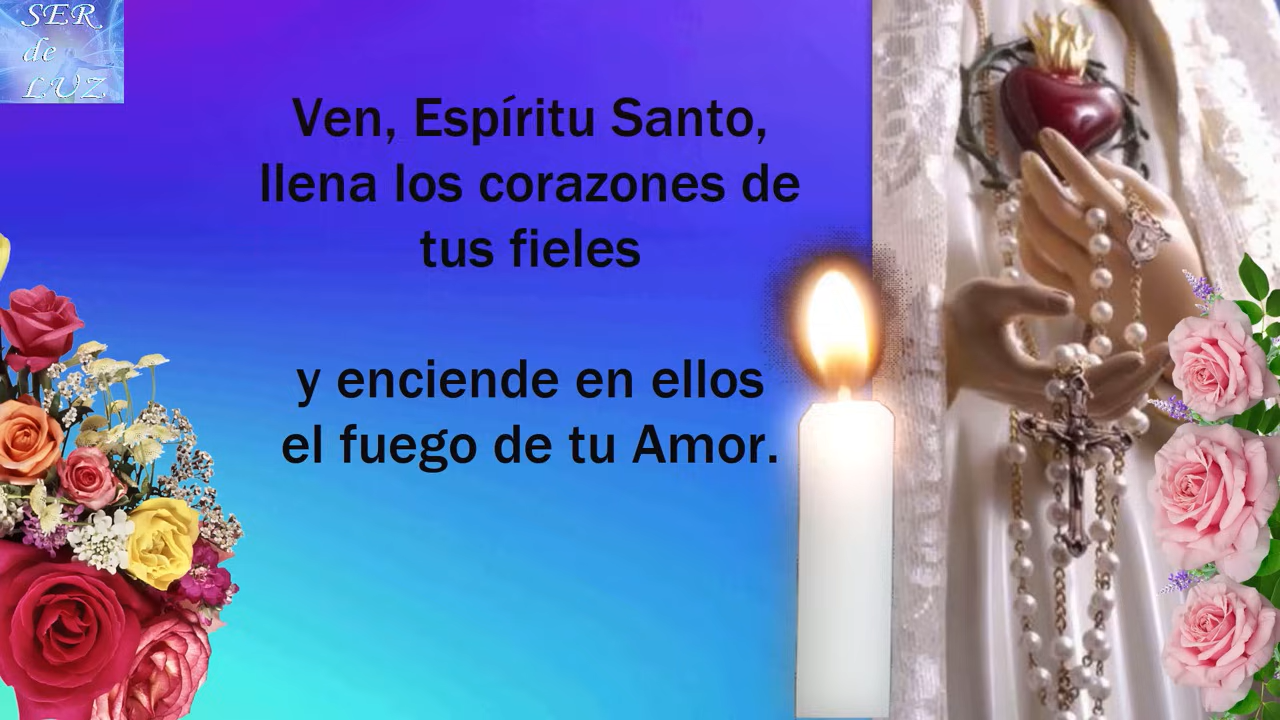 SER
de
LUZ
Ven, Espíritu Santo,
llena los corazones de
tus fieles
y enciende en ellos
el fuego de tu Amor.